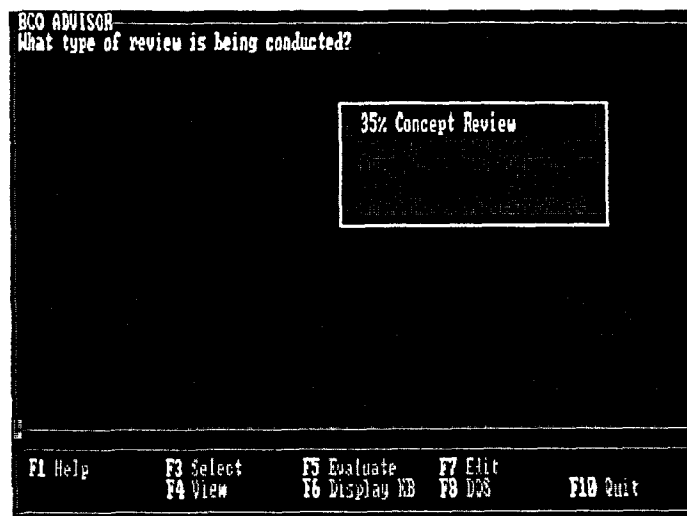 BCO ADVISOR
What type of review is being conducted?
35% Concept Review
F1 Help F3 Select F5 Evaluate F7 Edit
F4 View F6 Display KB F8 DOS F10 Quit